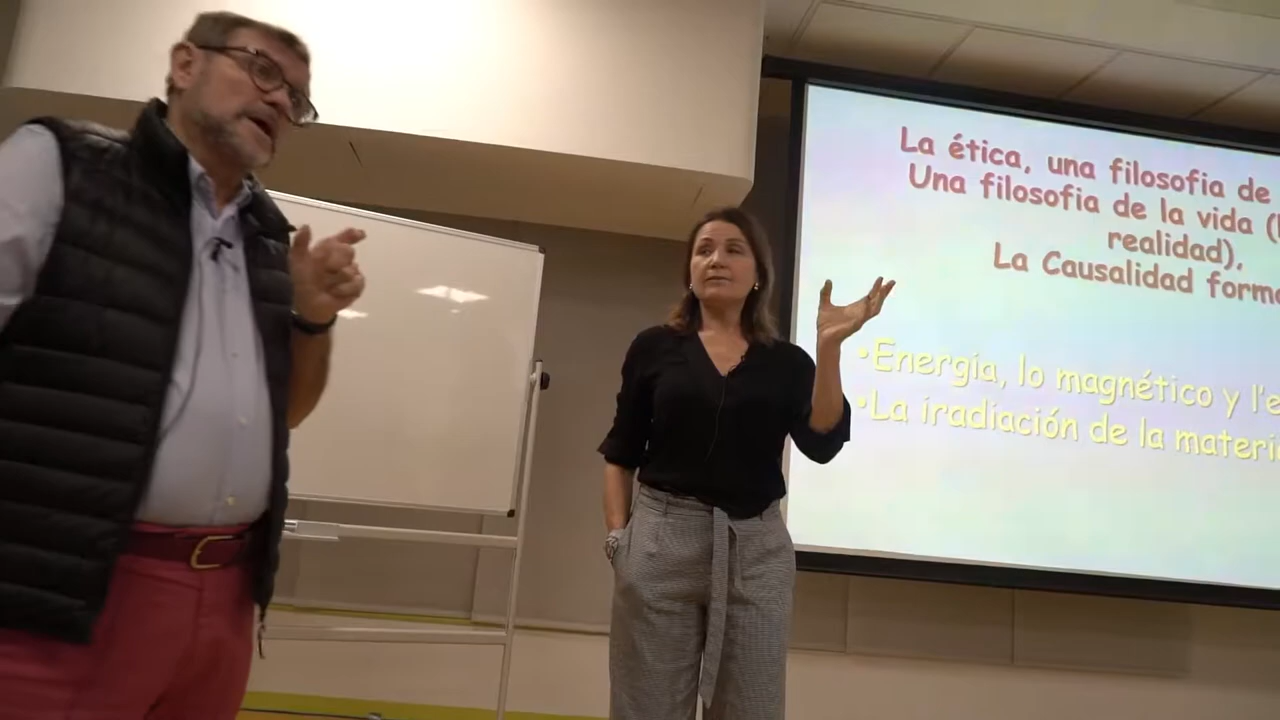 La ética, una filosofia de
Una filosofia de la vida (
realidad).
La Causalidad forma
•Energia, lo magnético y l'e
•La iradiación de la materi